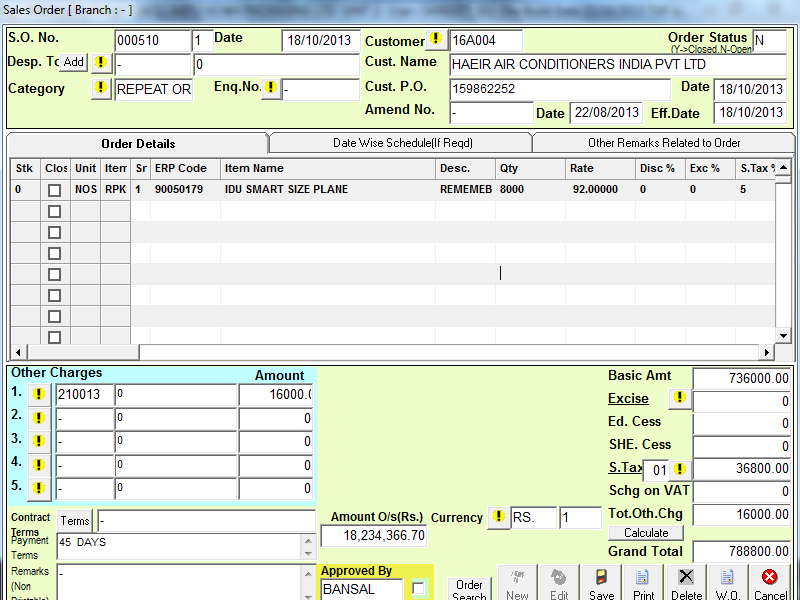 Sales Order [ Branch : - ]
S.O. No. 000510 1 Date 18/10/2013 Customer 16A004 Order Status N
(Y->Closed,N-Open
Desp. Tc Add - 0 Cust. Name HAEIR AIR CONDITIONERS INDIA PVT LTD
Category REPEAT OR Enq.No. - Cust. P.O. 159862252 Date 18/10/2013
Amend No. - Date 22/08/2013 Eff.Date 18/10/2013
Order Details Date Wise Schedule(If Reqd) Other Remarks Related to Order
Stk Clos Unit Item Sr ERP Code Item Name Desc. Qty Rate Disc % Exc % S.Tax %
0 NOS RPK 1 90050179 IDU SMART SIZE PLANE REMEMEB 8000 92.00000 0 0 5
Other Charges Amount Basic Amt 736000.00
1. 210013 0 16000.0 Excise 0
2. - 0 0 Ed. Cess 0
3. - 0 0 SHE. Cess 0
4. - 0 0 S.Tax 01 36800.00
5. - 0 0 Schg on VAT 0
Contract Terms Terms - Amount O/s(Rs.) Currency RS. 1 Tot.Oth.Chg 16000.00
18,234,366.70 Calculate
Payment Terms 45 DAYS Grand Total 788800.00
Remarks (Non - Approved By
BANSAL Order Search New Edit Save Print Delete W.O. Cancel